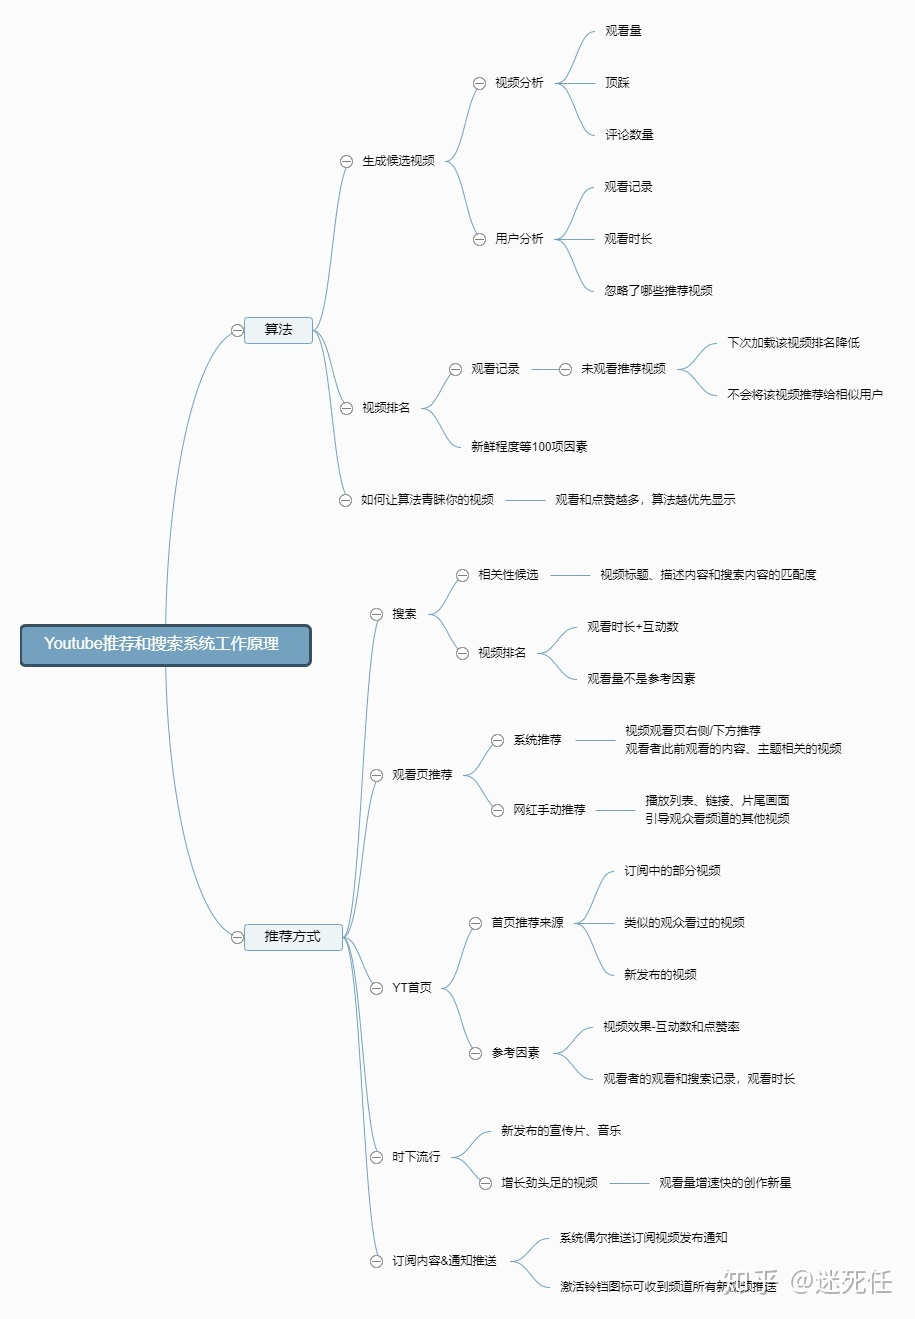 Youtube推荐和搜索系统工作原理
算法
生成候选视频
视频分析
观看量
顶踩
评论数量
用户分析
观看记录
观看时长
忽略了哪些推荐视频
视频排名
观看记录
未观看推荐视频
下次加载该视频排名降低
不会将该视频推荐给相似用户
新鲜程度等100项因素
如何让算法青睐你的视频
观看和点赞越多，算法越优先显示
推荐方式
搜索
相关性候选
视频标题、描述内容和搜索内容的匹配度
视频排名
观看时长+互动数
观看量不是参考因素
观看页推荐
系统推荐
视频观看页右侧/下方推荐
观看者此前观看的内容、主题相关的视频
网红手动推荐
播放列表、链接、片尾画面
引导观众看频道的其他视频
YT首页
首页推荐来源
订阅中的部分视频
类似的观众看过的视频
新发布的视频
参考因素
视频效果-互动数和点赞率
观看者的观看和搜索记录，观看时长
时下流行
新发布的宣传片、音乐
增长劲头足的视频
观看量增速快的创作新星
订阅内容&通知推送
系统偶尔推送订阅视频发布通知
激活铃铛图标可收到频道所有新视频推送
知乎 @迷死任